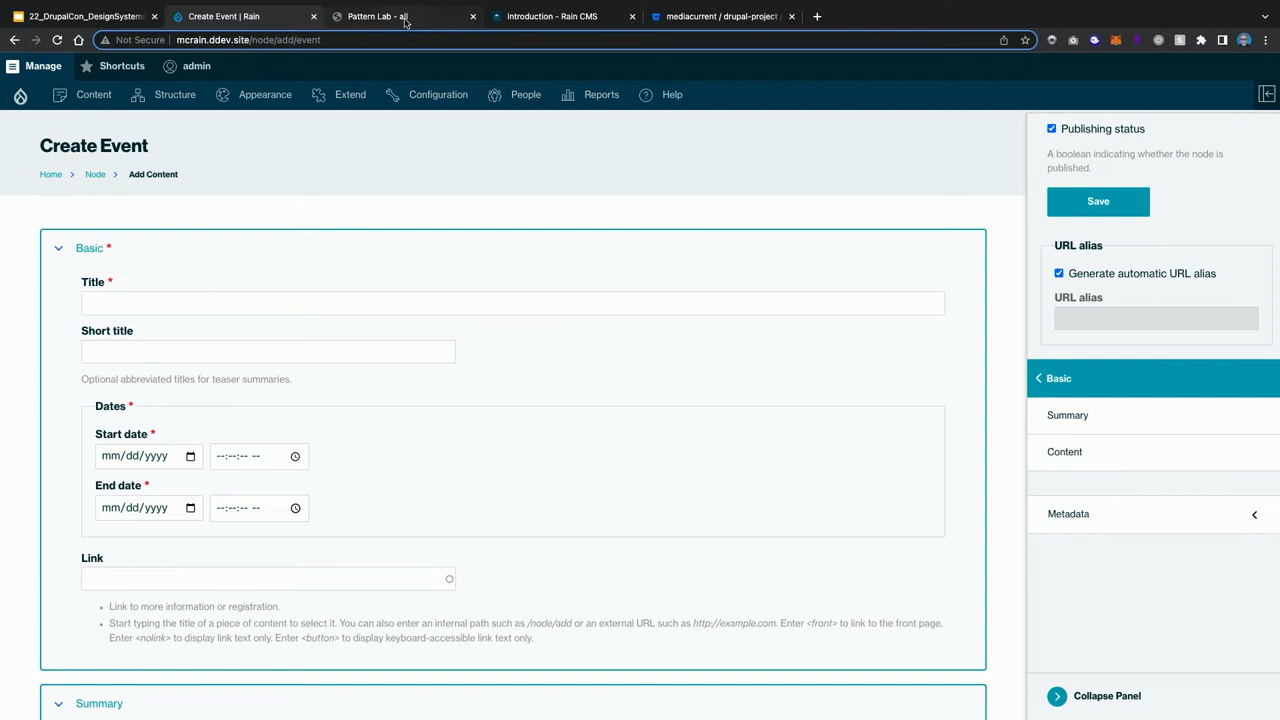 22_DrupalCon_DesignSystems
Create Event | Rain
Pattern Lab - all
Introduction - Rain CMS
mediacurrent / drupal-project
Not Secure
mcrain.ddev.site/node/add/event
Manage
Shortcuts
admin
Content
Structure
Appearance
Extend
Configuration
People
Reports
Help
Create Event
Home
Node
Add Content
Basic *
Title *
Short title
Optional abbreviated titles for teaser summaries.
Dates *
Start date *
mm/dd/yyyy
--:--:-- --
End date *
mm/dd/yyyy
--:--:-- --
Link
Link to more information or registration.
Start typing the title of a piece of content to select it. You can also enter an internal path such as /node/add or an external URL such as http://example.com. Enter <front> to link to the front page.
Enter <nolink> to display link text only. Enter <button> to display keyboard-accessible link text only.
Summary
Publishing status
A boolean indicating whether the node is
published.
Save
URL alias
Generate automatic URL alias
URL alias
Basic
Summary
Content
Metadata
Collapse Panel